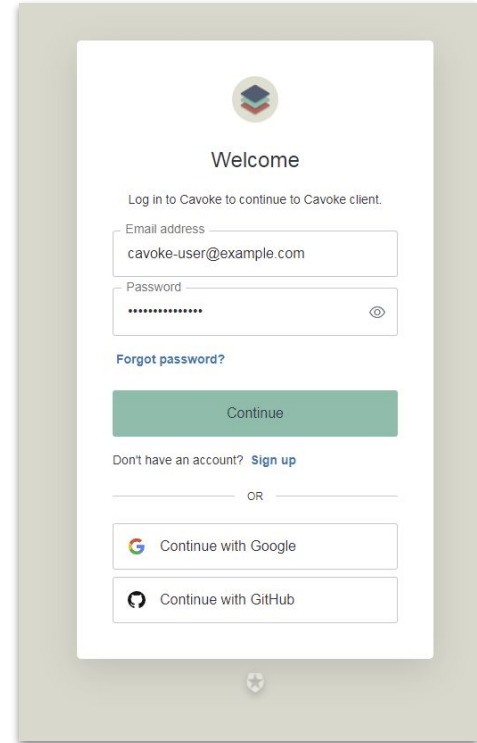 Welcome
Log in to Cavoke to continue to Cavoke client.
Email address
cavoke-user@example.com
Password
•••••••••••••••
Forgot password?
Continue
Don't have an account? Sign up
OR
Continue with Google
Continue with GitHub